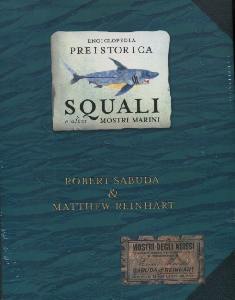 ENCICLOPEDIA
PREISTORICA
SQUALI
e altri MOSTRI MARINI
ROBERT SABUDA
&
MATTHEW REINHART
MOSTRI DEGLI ABISSI
SABUDA & REINHART